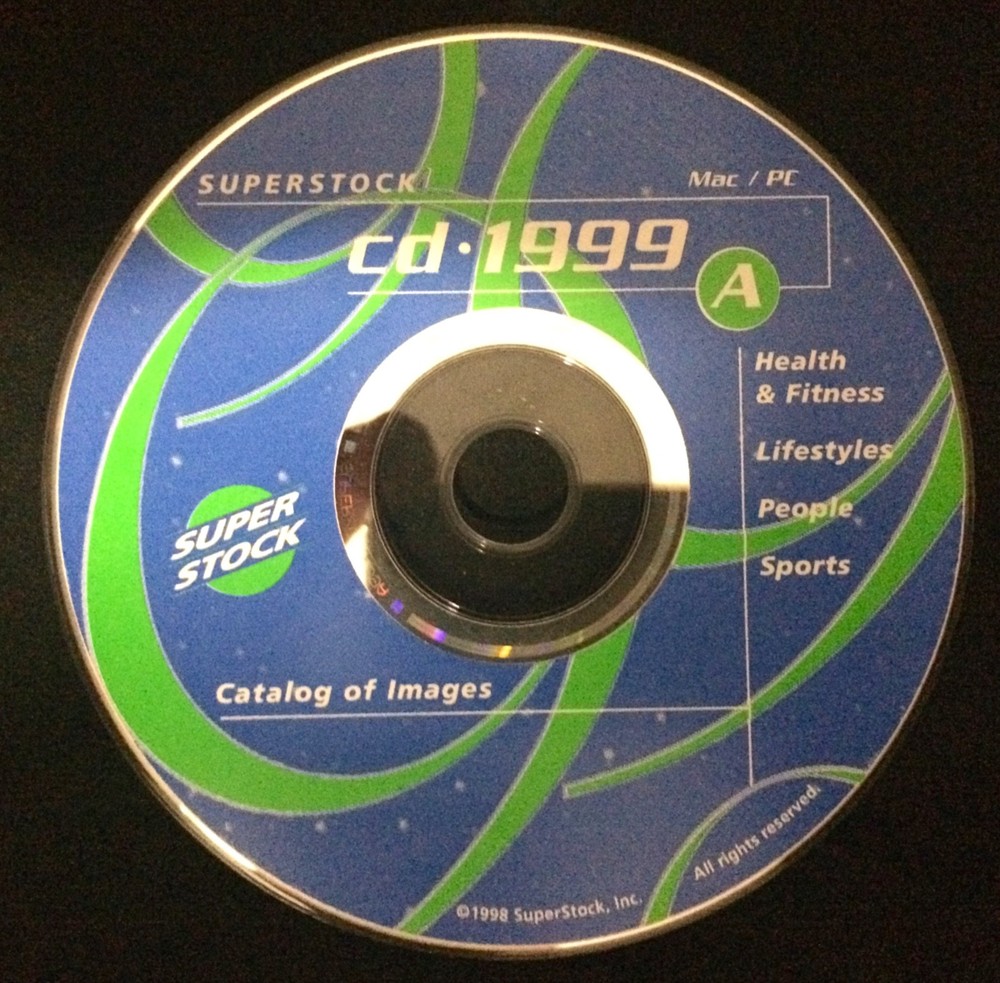 SUPERSTOCK
Mac / PC
cd·1999
A
Health
& Fitness
Lifestyles
People
Sports
SUPER
STOCK
Catalog of Images
All rights reserved.
©1998 SuperStock, Inc.